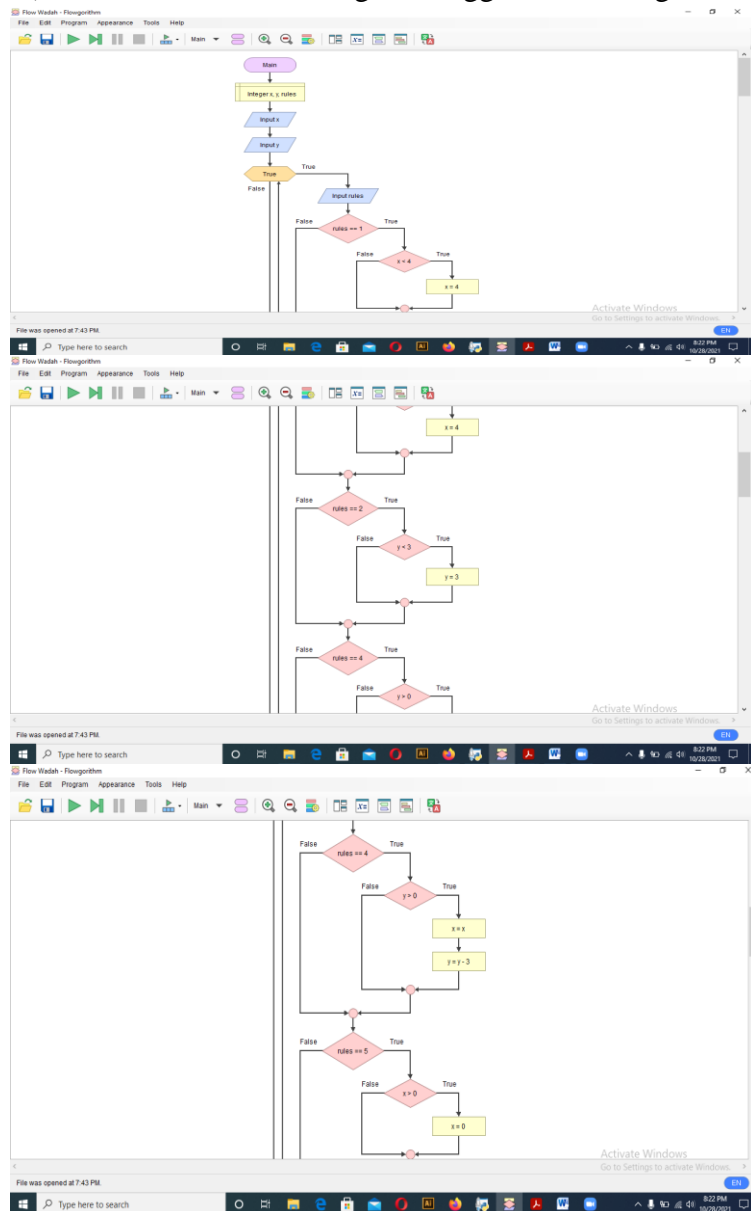 Flow Wadah - Flowgorithm
File Edit Program Appearance Tools Help
Main
Main
Integer x, y, rules
Input x
Input y
True
True
False
Input rules
False
True
rules == 1
False
True
x < 4
x = 4
Activate Windows
Go to Settings to activate Windows.
File was opened at 7:43 PM.
EN
Type here to search
8:22 PM
10/28/2021
Flow Wadah - Flowgorithm
File Edit Program Appearance Tools Help
Main
x = 4
False
True
rules == 2
False
True
y < 3
y = 3
False
True
rules == 4
False
True
y > 0
Activate Windows
Go to Settings to activate Windows.
File was opened at 7:43 PM.
EN
Type here to search
8:22 PM
10/28/2021
Flow Wadah - Flowgorithm
File Edit Program Appearance Tools Help
Main
False
True
rules == 4
False
True
y > 0
x = x
y = y - 3
False
True
rules == 5
False
True
x > 0
x = 0
Activate Windows
Go to Settings to activate Windows.
File was opened at 7:43 PM.
EN
Type here to search
8:22 PM
10/28/2021